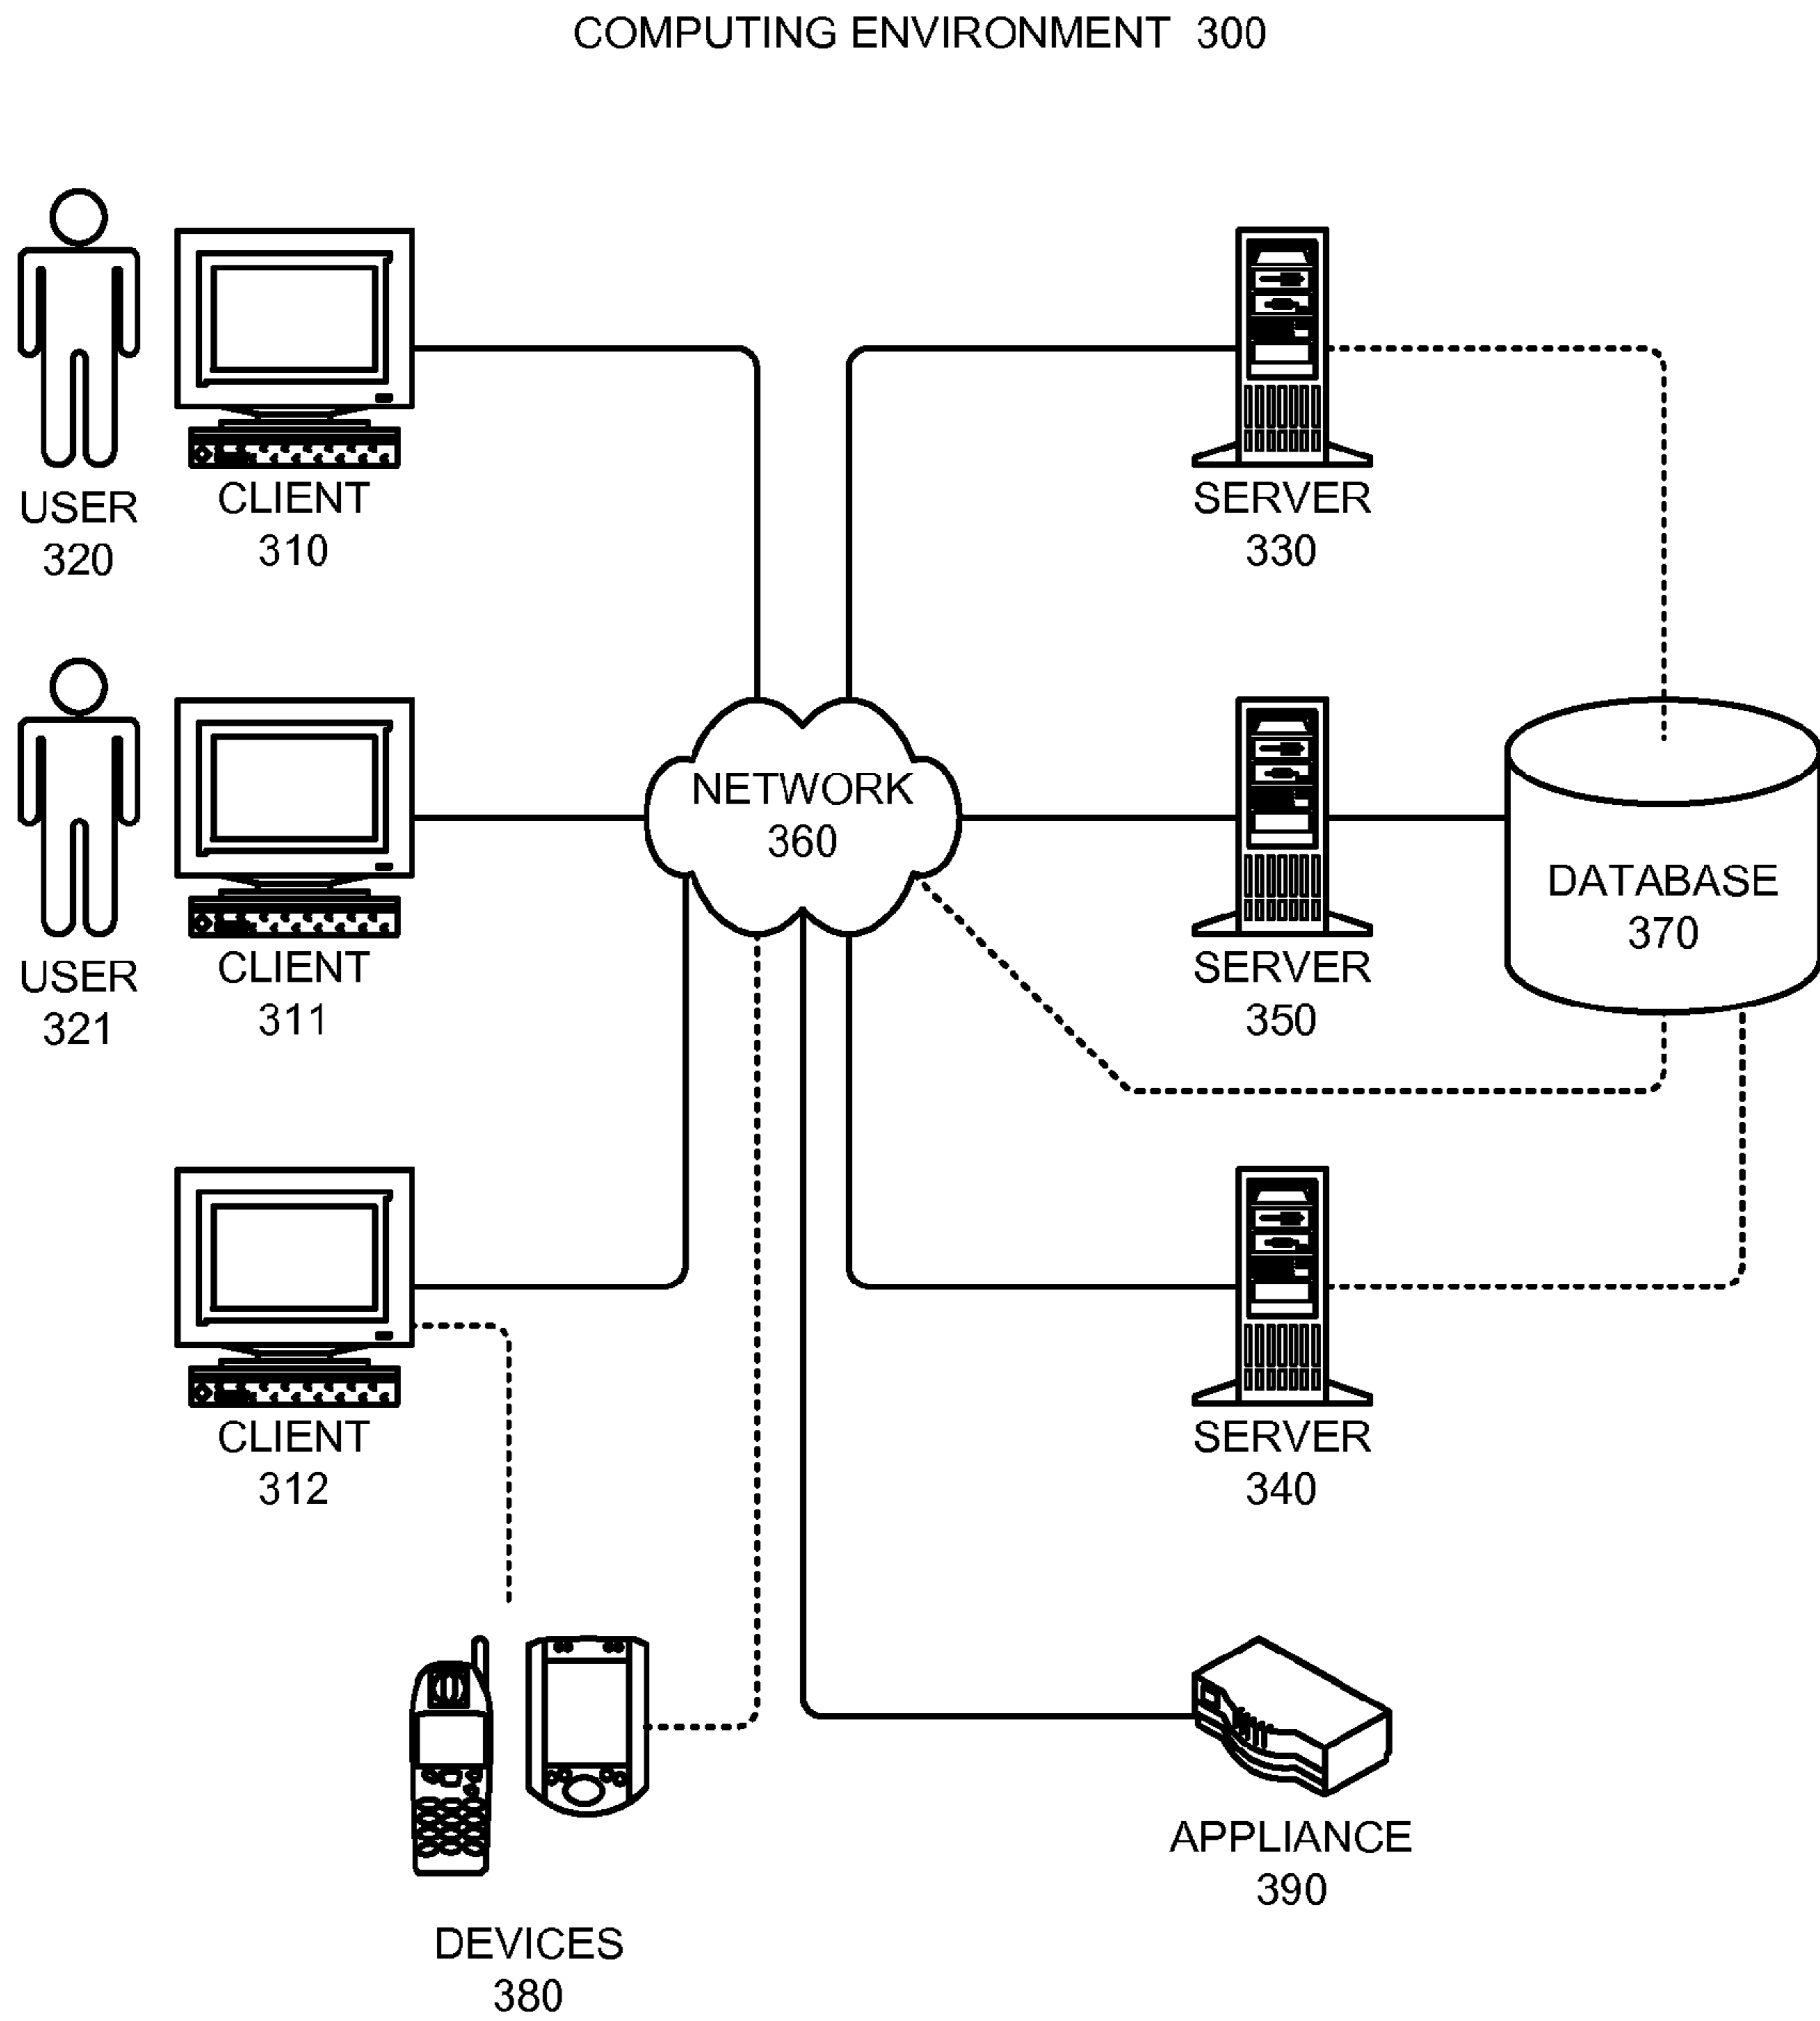 COMPUTING ENVIRONMENT 300
USER
320
CLIENT
310
SERVER
330
USER
321
CLIENT
311
NETWORK
360
SERVER
350
DATABASE
370
CLIENT
312
SERVER
340
DEVICES
380
APPLIANCE
390